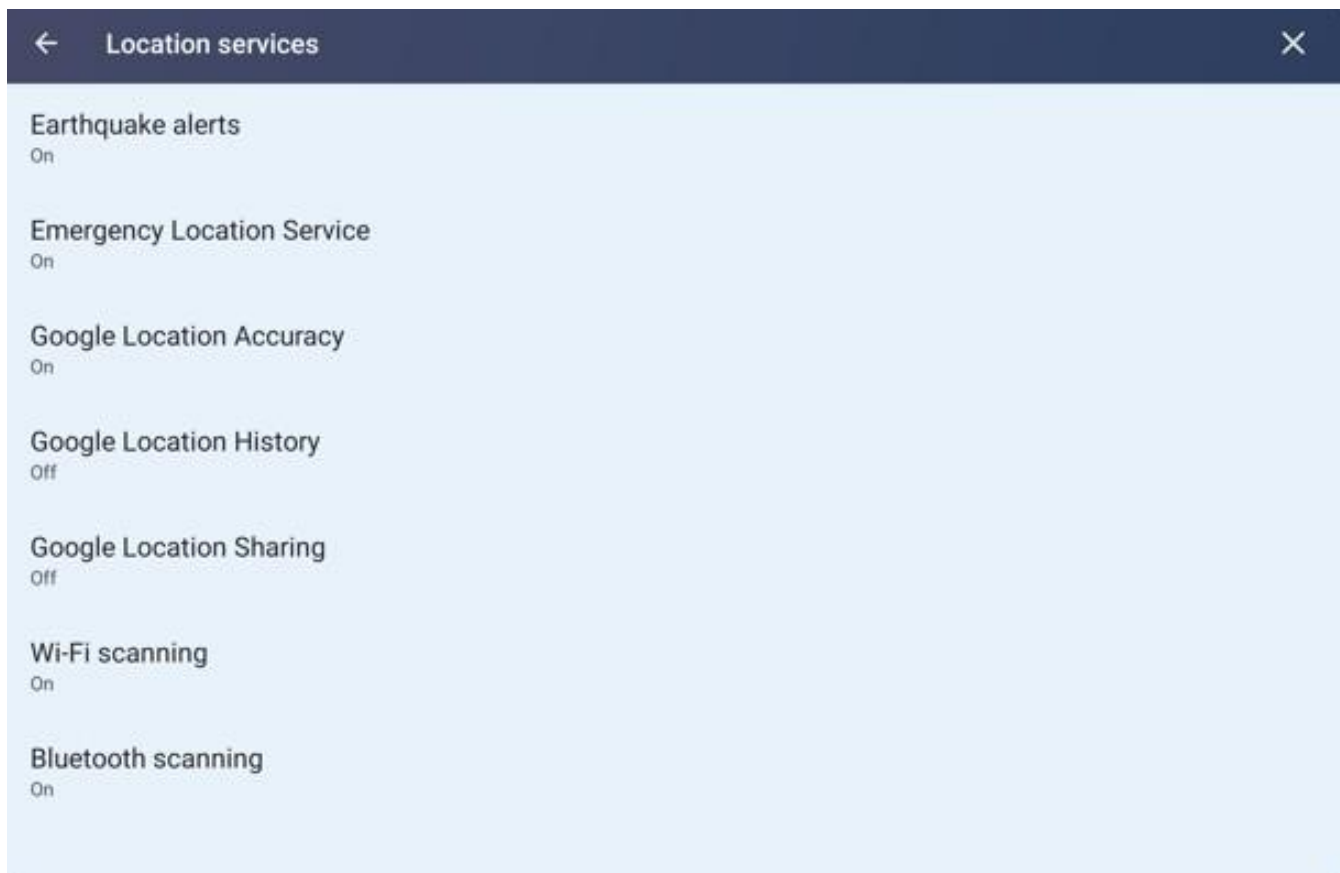 Location services
Earthquake alerts
On
Emergency Location Service
On
Google Location Accuracy
On
Google Location History
Off
Google Location Sharing
Off
Wi-Fi scanning
On
Bluetooth scanning
On